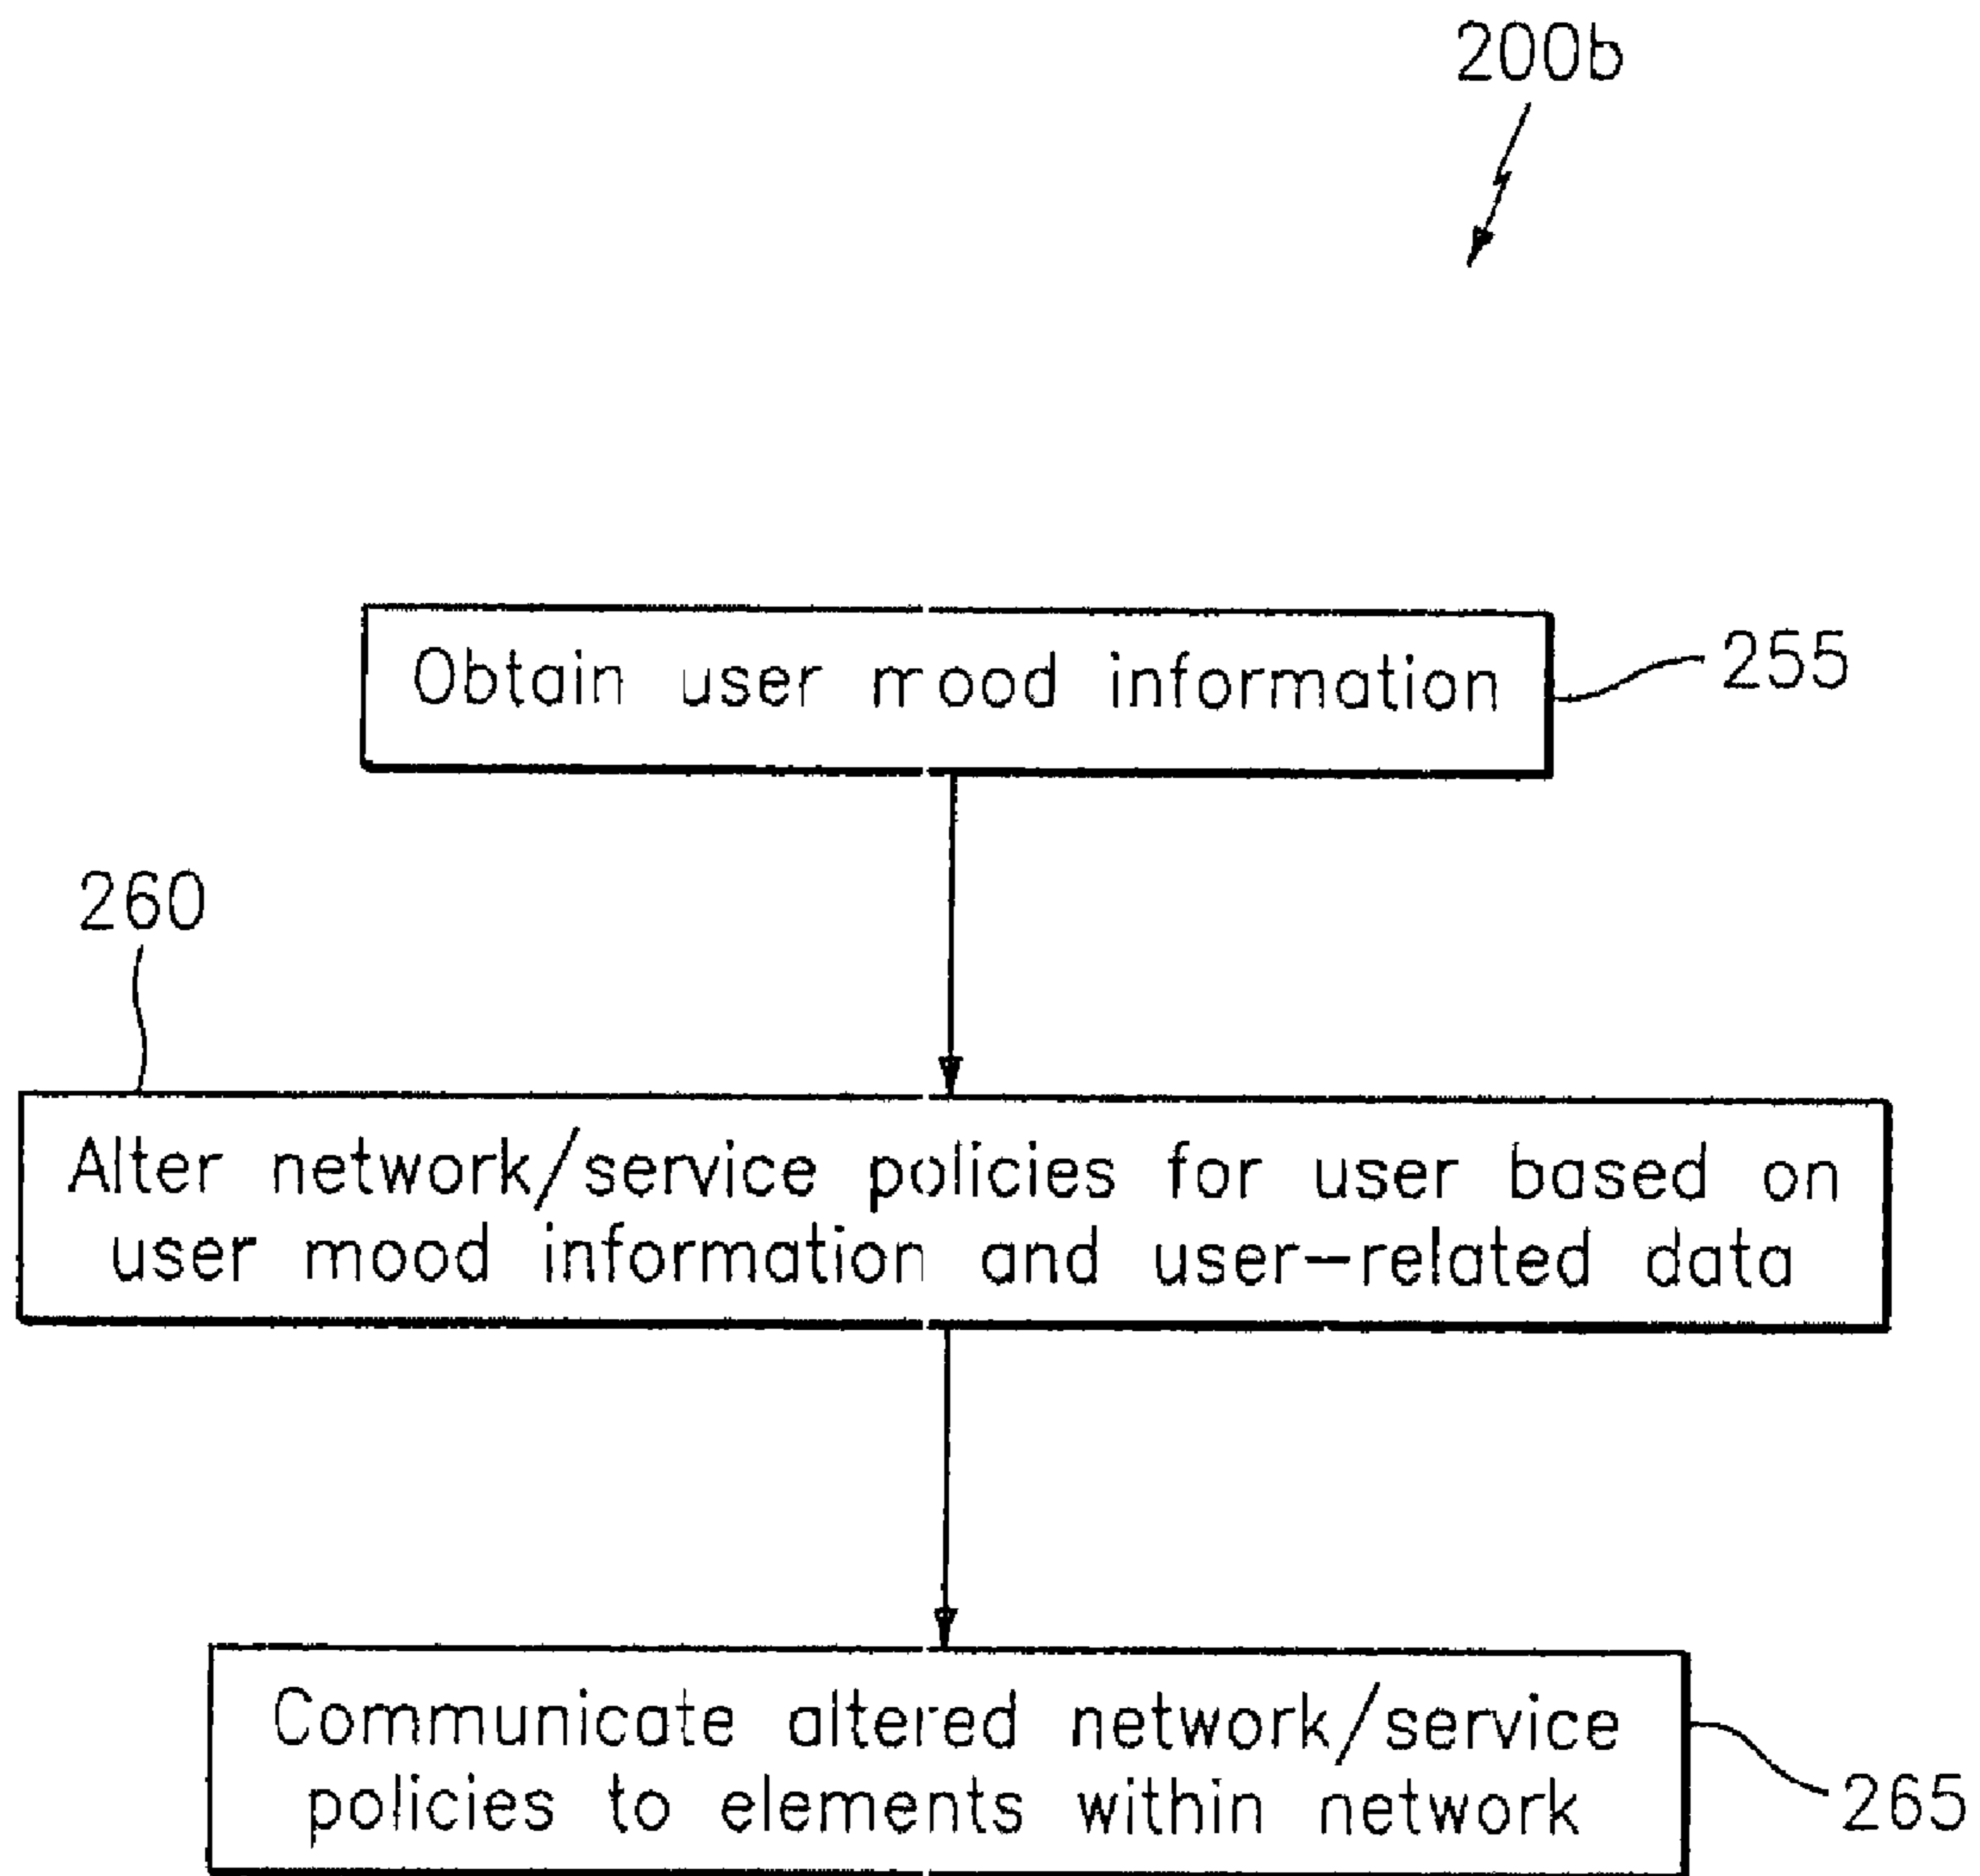 200b
Obtain user mood information
255
260
Alter network/service policies for user based on
user mood information and user-related data
Communicate altered network/service
policies to elements within network
265